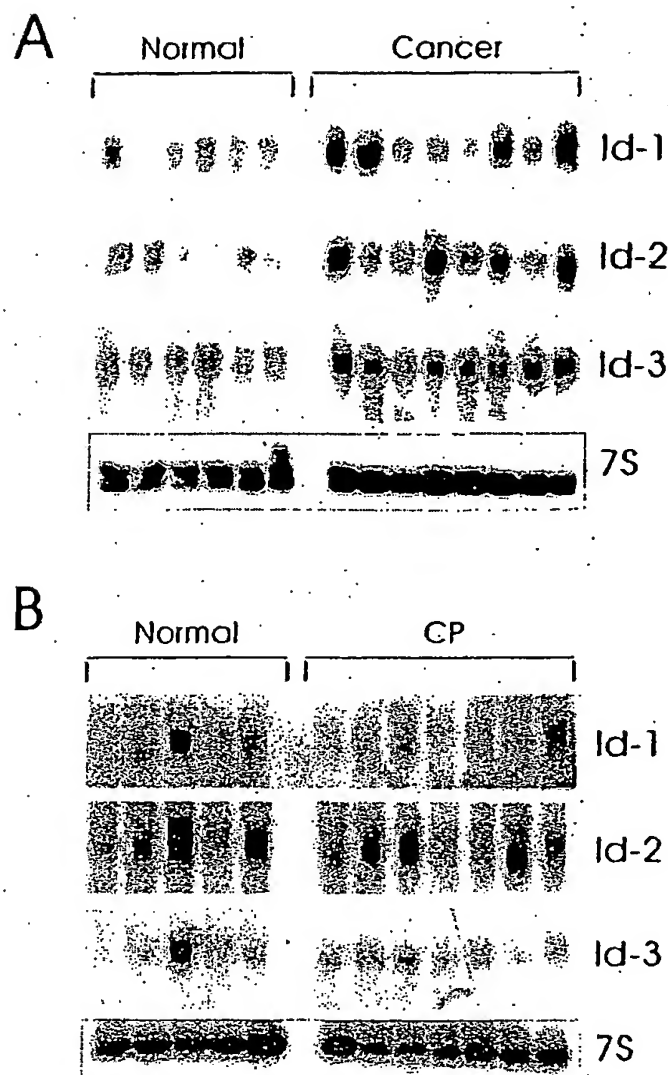 A
Normal Cancer
Id-1
Id-2
Id-3
7S
B
Normal CP
Id-1
Id-2
Id-3
7S